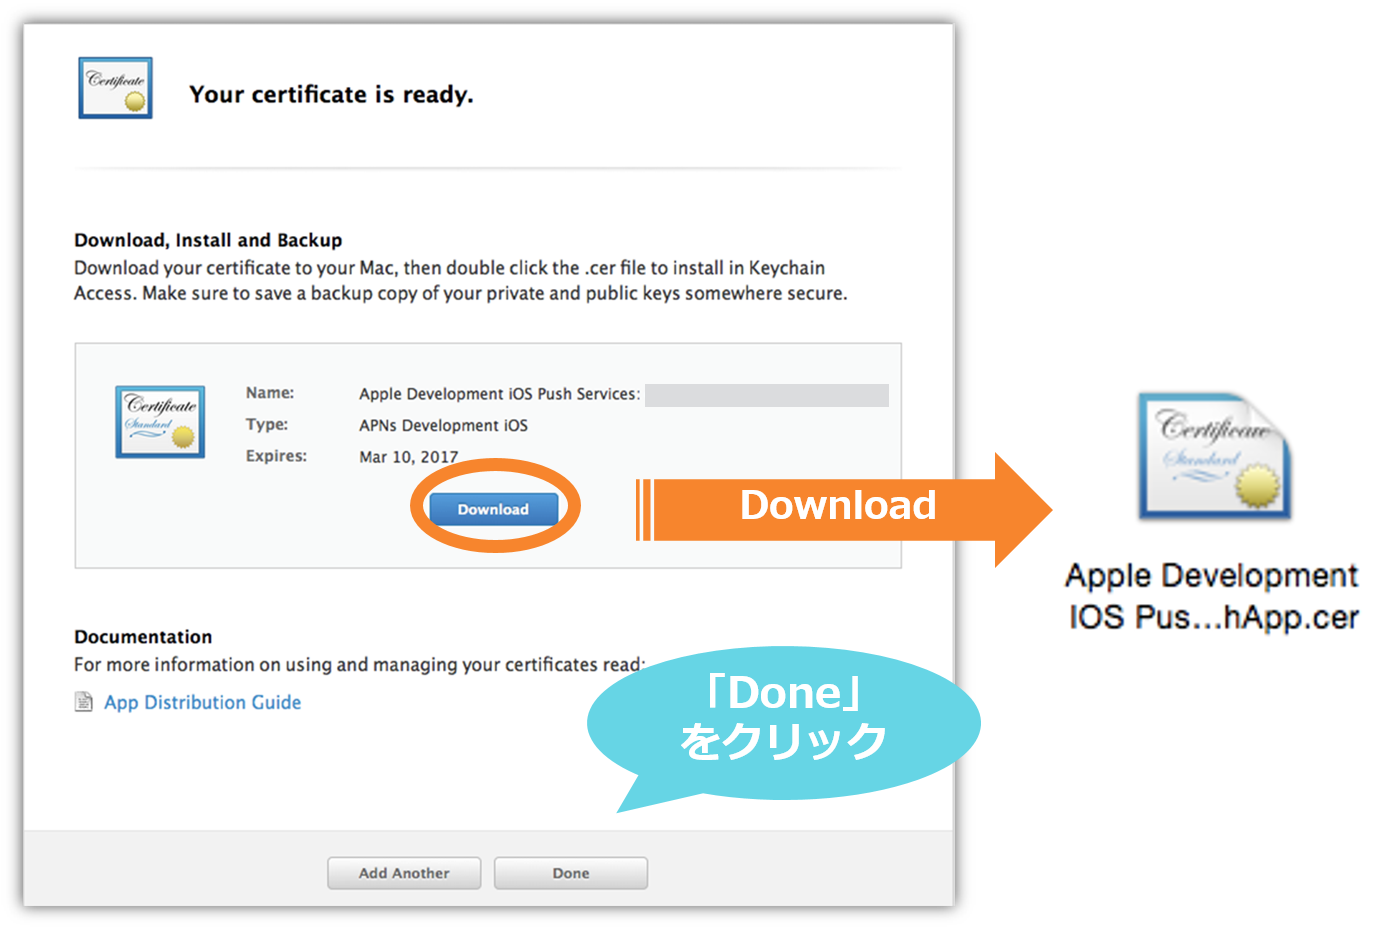 Certificate
Your certificate is ready.
Download, Install and Backup
Download your certificate to your Mac, then double click the .cer file to install in Keychain
Access. Make sure to save a backup copy of your private and public keys somewhere secure.
Certificate
Standard
Name: Apple Development iOS Push Services:
Type: APNs Development iOS
Expires: Mar 10, 2017
Download
Download
Certificate
Standard
Apple Development
IOS Pus...hApp.cer
Documentation
For more information on using and managing your certificates read:
App Distribution Guide
「Done」
をクリック
Add Another
Done